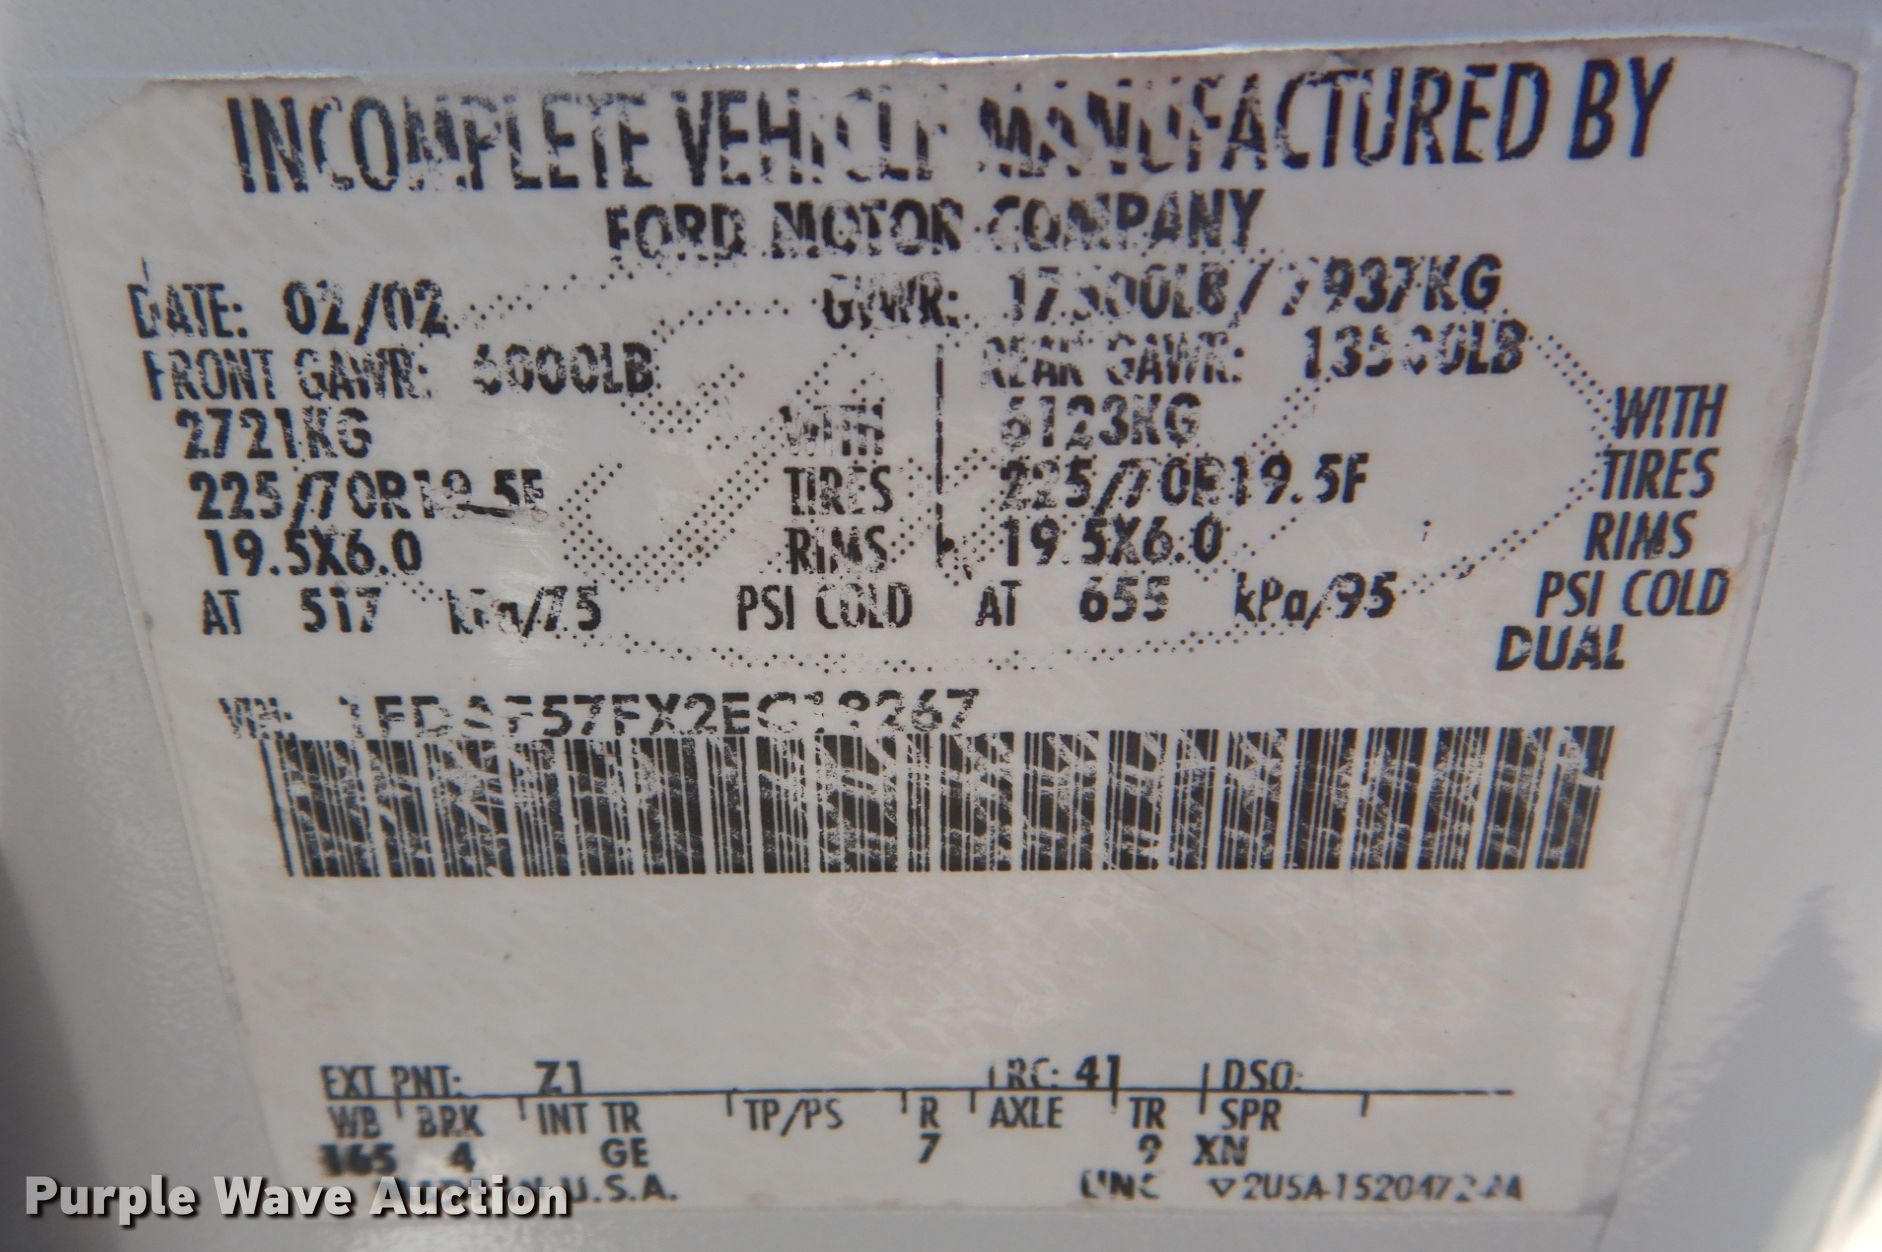 INCOMPLETE VEHICLE MANUFACTURED BY
FORD MOTOR COMPANY
DATE: 02/02 GVWR: 17500LB/7937KG
FRONT GAWR: 6000LB REAR GAWR: 13500LB
2721KG WITH 6123KG WITH
225/70R19.5F TIRES 225/70R19.5F TIRES
19.5X6.0 RIMS 19.5X6.0 RIMS
AT 517 kPa/75 PSI COLD AT 655 kPa/95 PSI COLD
DUAL
VIN:
EXT PNT: Z1 RC: 41 DSO:
WB BRK INT TR TP/PS R AXLE TR SPR
165 4 GE 7 9 XN
U.S.A.
Purple Wave Auction